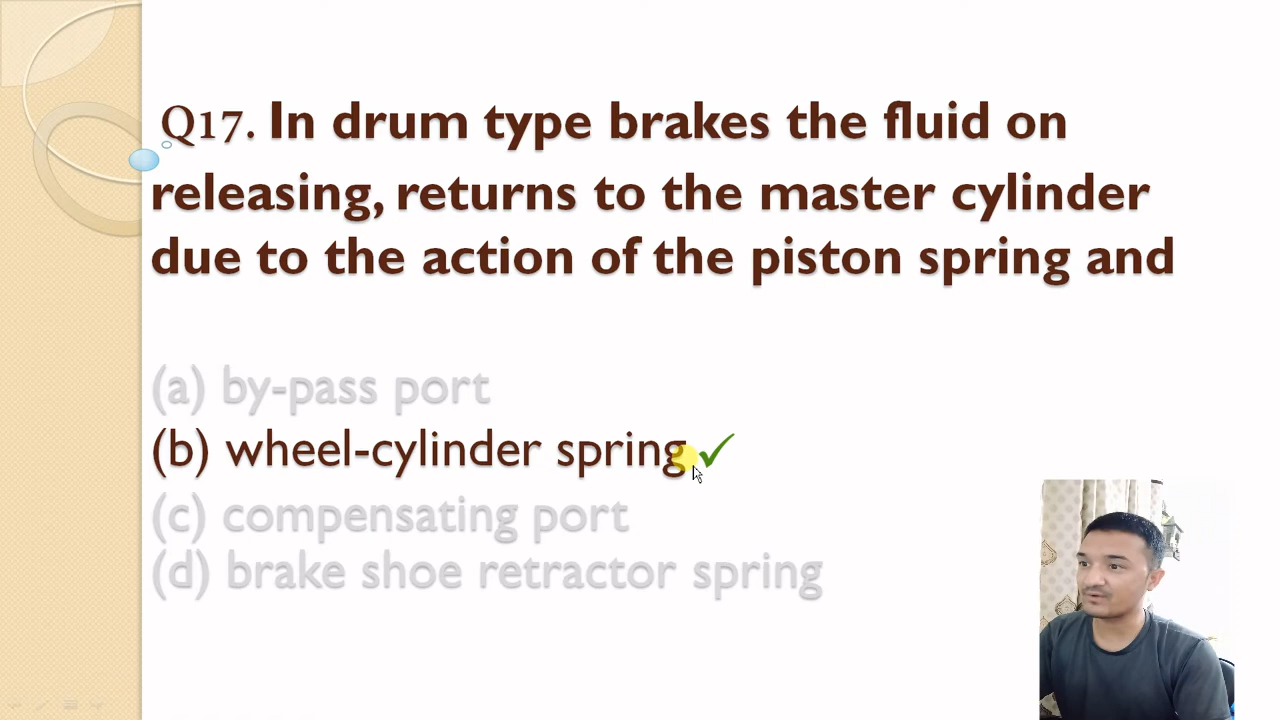 Q17. In drum type brakes the fluid on
releasing, returns to the master cylinder
due to the action of the piston spring and
(a) by-pass port
(b) wheel-cylinder spring ✓
(c) compensating port
(d) brake shoe retractor spring